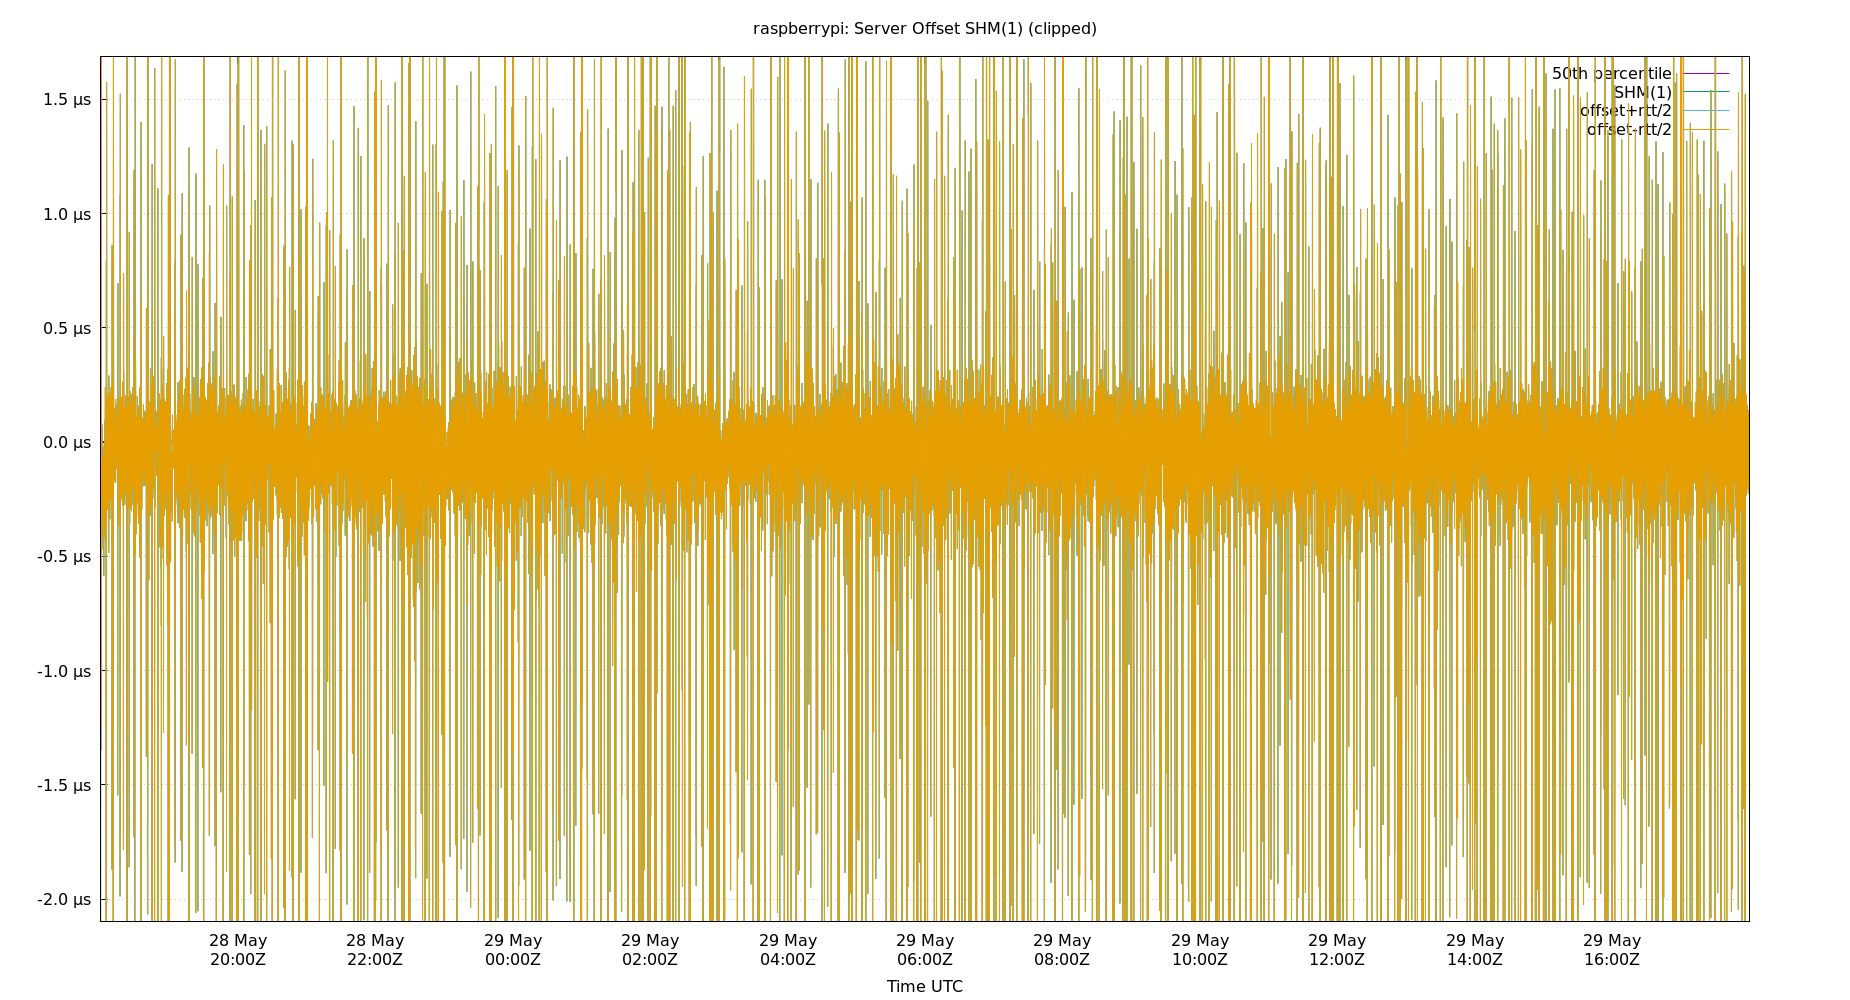 raspberrypi: Server Offset SHM(1) (clipped)
50th percentile
SHM(1)
offset+rtt/2
offset-rtt/2
1.5 µs
1.0 µs
0.5 µs
0.0 µs
-0.5 µs
-1.0 µs
-1.5 µs
-2.0 µs
28 May 28 May 29 May 29 May 29 May 29 May 29 May 29 May 29 May 29 May 29 May
20:00Z 22:00Z 00:00Z 02:00Z 04:00Z 06:00Z 08:00Z 10:00Z 12:00Z 14:00Z 16:00Z
Time UTC